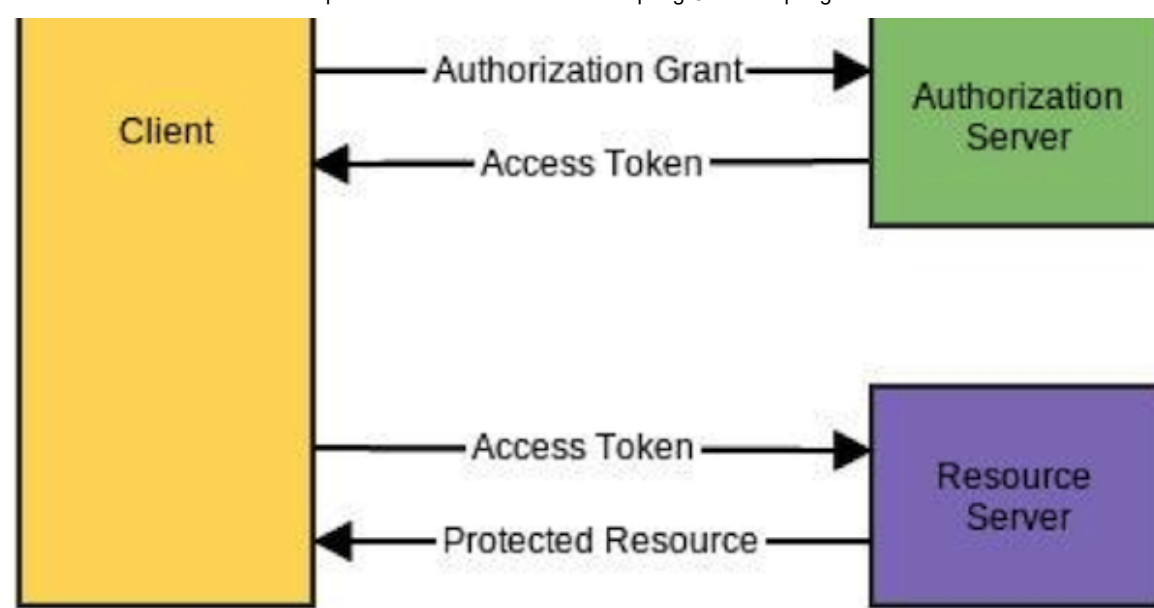 Authorization Grant
Client
Authorization
Server
Access Token
Access Token
Resource
Server
Protected Resource